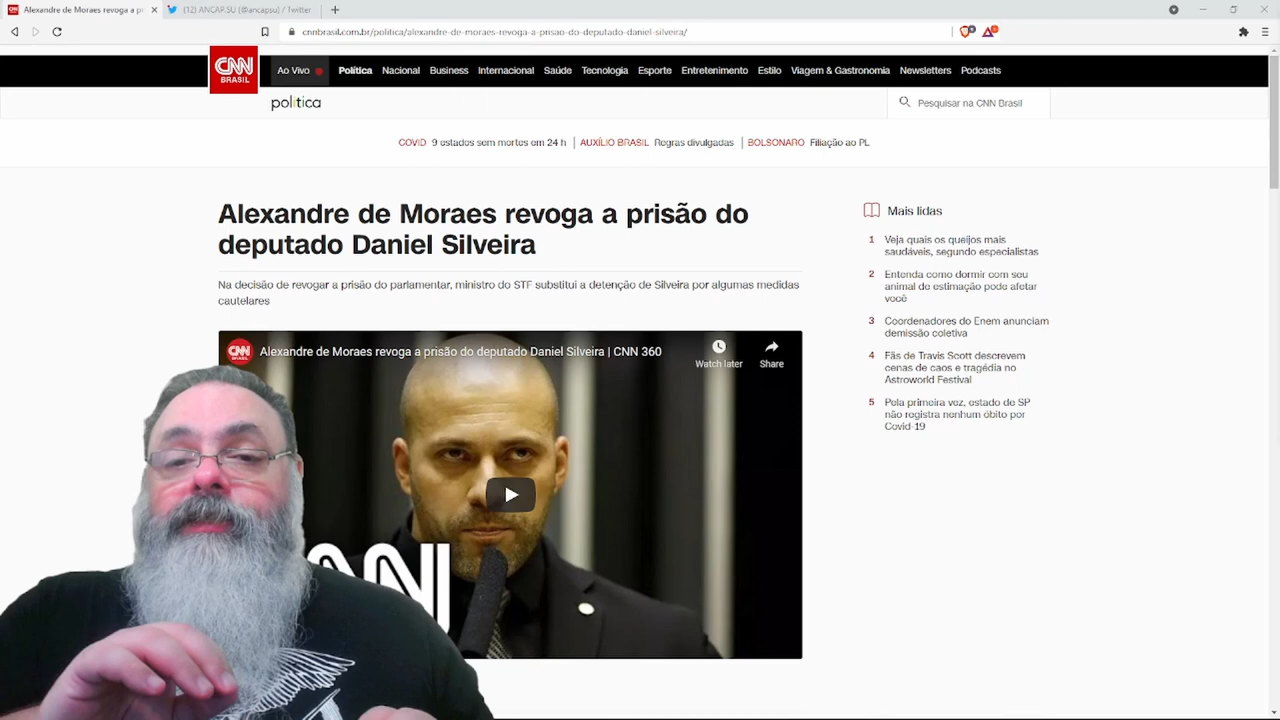 Alexandre de Moraes revoga a pr
(12) ANCAP.SU (@ancapsu) / Twitter
cnnbrasil.com.br/politica/alexandre-de-moraes-revoga-a-prisao-do-deputado-daniel-silveira/
CNN
BRASIL
Ao Vivo
Política
Nacional
Business
Internacional
Saúde
Tecnologia
Esporte
Entretenimento
Estilo
Viagem & Gastronomia
Newsletters
Podcasts
política
Pesquisar na CNN Brasil
COVID 9 estados sem mortes em 24 h
AUXÍLIO BRASIL Regras divulgadas
BOLSONARO Filiação ao PL
Alexandre de Moraes revoga a prisão do
deputado Daniel Silveira
Na decisão de revogar a prisão do parlamentar, ministro do STF substitui a detenção de Silveira por algumas medidas
cautelares
CNN
BRASIL
Alexandre de Moraes revoga a prisão do deputado Daniel Silveira | CNN 360
Watch later
Share
Mais lidas
1 Veja quais os queijos mais
saudáveis, segundo especialistas
2 Entenda como dormir com seu
animal de estimação pode afetar
você
3 Coordenadores do Enem anunciam
demissão coletiva
4 Fãs de Travis Scott descrevem
cenas de caos e tragédia no
Astroworld Festival
5 Pela primeira vez, estado de SP
não registra nenhum óbito por
Covid-19